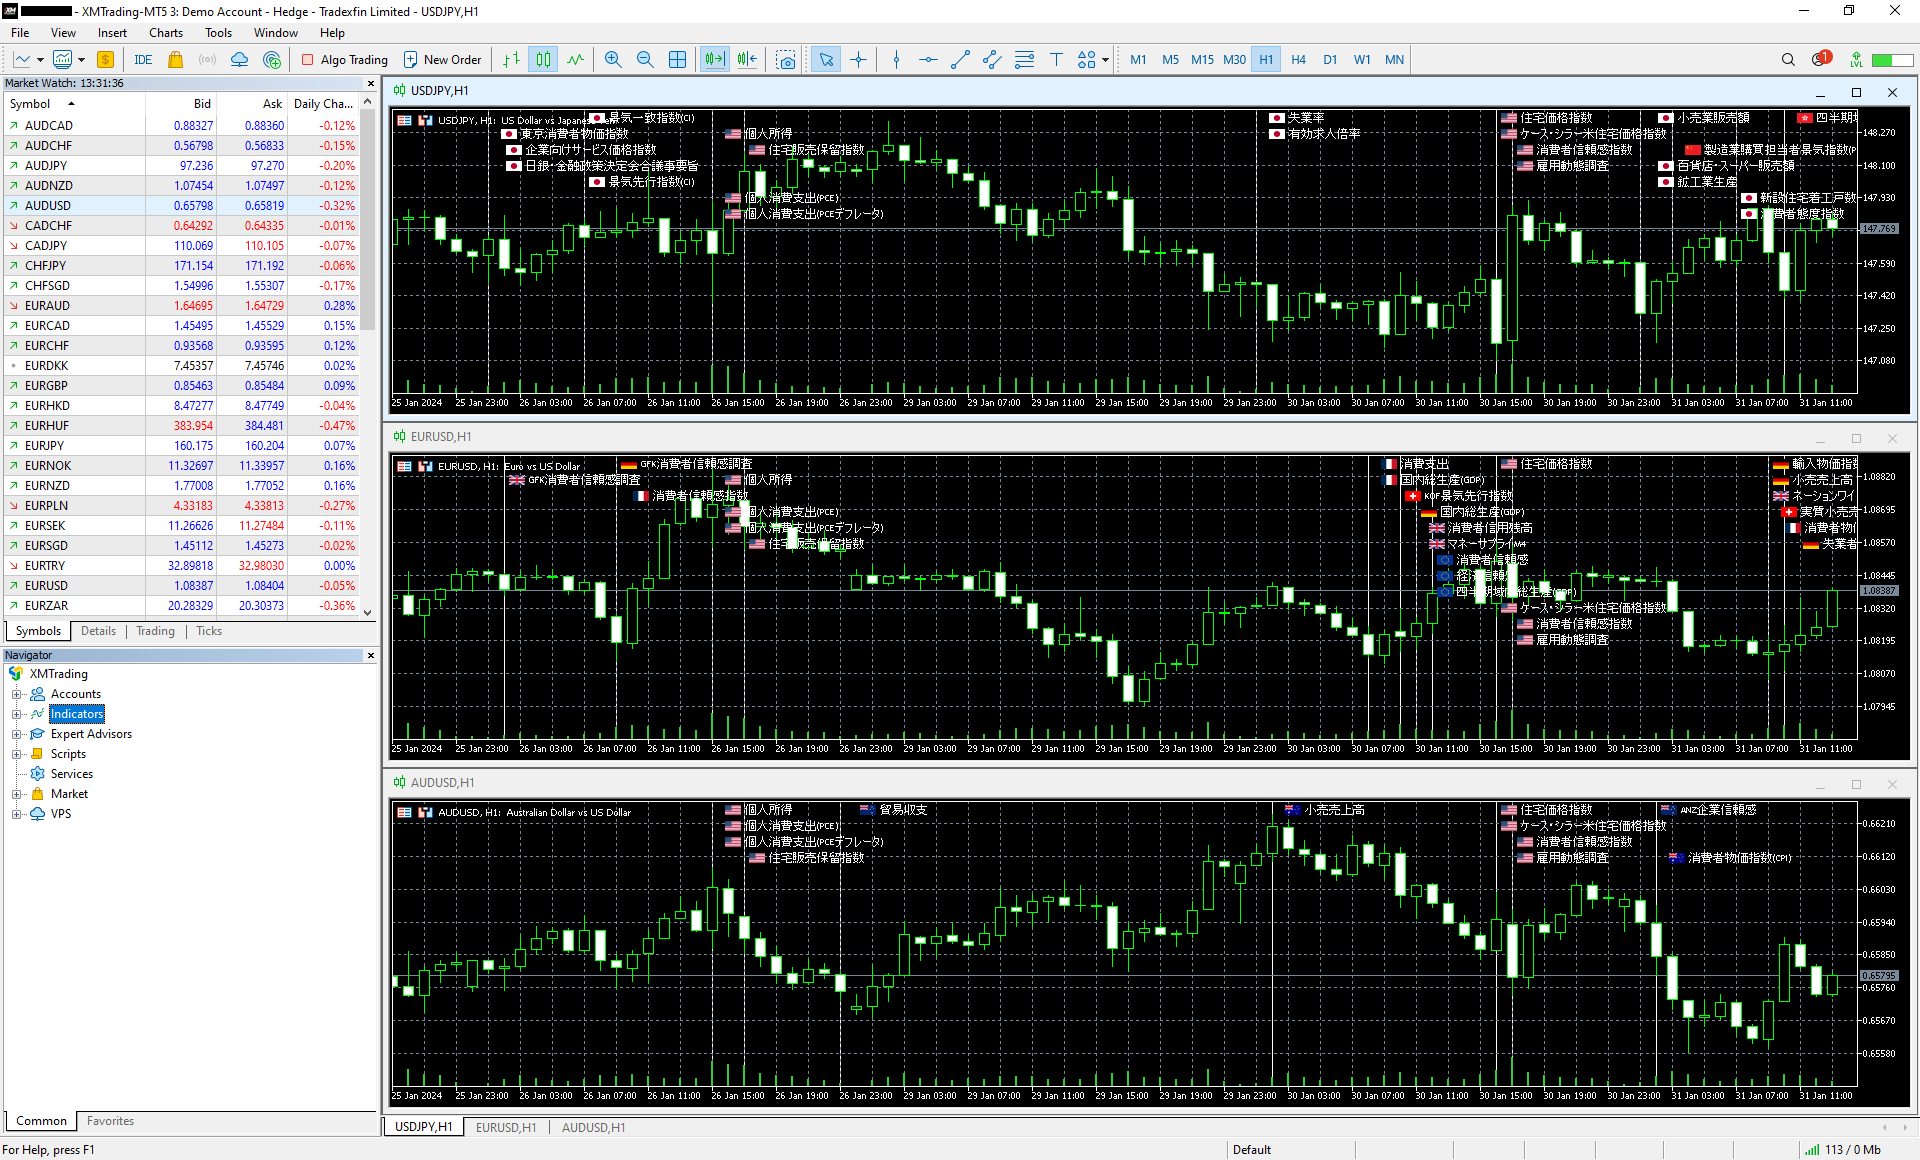 - XMTrading-MT5 3: Demo Account - Hedge - Tradexfin Limited - USDJPY,H1
File View Insert Charts Tools Window Help
IDE Algo Trading New Order M1 M5 M15 M30 H1 H4 D1 W1 MN 1 LVL
Market Watch: 13:31:36
Symbol Bid Ask Daily Cha...
AUDCAD 0.88327 0.88360 -0.12%
AUDCHF 0.56798 0.56833 -0.15%
AUDJPY 97.236 97.270 -0.20%
AUDNZD 1.07454 1.07497 -0.12%
AUDUSD 0.65798 0.65819 -0.32%
CADCHF 0.64292 0.64335 -0.01%
CADJPY 110.069 110.105 -0.07%
CHFJPY 171.154 171.192 -0.06%
CHFSGD 1.54996 1.55307 -0.17%
EURAUD 1.64695 1.64729 0.28%
EURCAD 1.45495 1.45529 0.15%
EURCHF 0.93568 0.93595 0.12%
EURDKK 7.45357 7.45746 0.02%
EURGBP 0.85463 0.85484 0.09%
EURHKD 8.47277 8.47749 -0.04%
EURHUF 383.954 384.481 -0.47%
EURJPY 160.175 160.204 0.07%
EURNOK 11.32697 11.33957 0.16%
EURNZD 1.77008 1.77052 0.16%
EURPLN 4.33183 4.33813 -0.27%
EURSEK 11.26626 11.27484 -0.11%
EURSGD 1.45112 1.45273 -0.02%
EURTRY 32.89818 32.98030 0.00%
EURUSD 1.08387 1.08404 -0.05%
EURZAR 20.28329 20.30373 -0.36%
Symbols Details Trading Ticks
Navigator
XMTrading
Accounts
Indicators
Expert Advisors
Scripts
Services
Market
VPS
Common Favorites
USDJPY,H1
USDJPY, H1: US Dollar vs Japanese
景気一致指数(CI)
東京消費者物価指数
企業向けサービス価格指数
日銀・金融政策決定会合議事要旨
景気先行指数(CI)
個人所得
住宅販売保留指数
個人消費支出(PCE)
個人消費支出(PCEデフレータ)
失業率
有効求人倍率
住宅価格指数
ケース・シラー米住宅価格指数
消費者信頼感指数
雇用動態調査
小売業販売額
四半期
製造業購買担当者景気指数(P
百貨店・スーパー販売額
鉱工業生産
新設住宅着工戸数
消費者態度指数
148.270
148.100
147.930
147.769
147.590
147.420
147.250
147.080
25 Jan 2024 25 Jan 23:00 26 Jan 03:00 26 Jan 07:00 26 Jan 11:00 26 Jan 15:00 26 Jan 19:00 26 Jan 23:00 29 Jan 03:00 29 Jan 07:00 29 Jan 11:00 29 Jan 15:00 29 Jan 19:00 29 Jan 23:00 30 Jan 03:00 30 Jan 07:00 30 Jan 11:00 30 Jan 15:00 30 Jan 19:00 30 Jan 23:00 31 Jan 03:00 31 Jan 07:00 31 Jan 11:00
EURUSD,H1
EURUSD, H1: Euro vs US Dollar
GFK消費者信頼感調査
GFK消費者信頼感調査
消費者信頼感指数
個人所得
個人消費支出(PCE)
個人消費支出(PCEデフレータ)
住宅販売保留指数
消費支出
国内総生産(GDP)
KOF景気先行指数
国内総生産(GDP)
消費者信用残高
マネーサプライM4
消費者信頼感
経済信頼感
四半期域内総生産(GDP)
住宅価格指数
ケース・シラー米住宅価格指数
消費者信頼感指数
雇用動態調査
輸入物価指
小売売上高
ネーションワイ
実質小売売
消費者物価
失業者
1.08820
1.08695
1.08570
1.08445
1.08387
1.08320
1.08195
1.08070
1.07945
25 Jan 2024 25 Jan 23:00 26 Jan 03:00 26 Jan 07:00 26 Jan 11:00 26 Jan 15:00 26 Jan 19:00 26 Jan 23:00 29 Jan 03:00 29 Jan 07:00 29 Jan 11:00 29 Jan 15:00 29 Jan 19:00 29 Jan 23:00 30 Jan 03:00 30 Jan 07:00 30 Jan 11:00 30 Jan 15:00 30 Jan 19:00 30 Jan 23:00 31 Jan 03:00 31 Jan 07:00 31 Jan 11:00
AUDUSD,H1
AUDUSD, H1: Australian Dollar vs US Dollar
個人所得
個人消費支出(PCE)
個人消費支出(PCEデフレータ)
住宅販売保留指数
貿易収支
小売売上高
住宅価格指数
ケース・シラー米住宅価格指数
消費者信頼感指数
雇用動態調査
ANZ企業信頼感
消費者物価指数(CPI)
0.66210
0.66120
0.66030
0.65940
0.65850
0.65795
0.65760
0.65670
0.65580
25 Jan 2024 25 Jan 23:00 26 Jan 03:00 26 Jan 07:00 26 Jan 11:00 26 Jan 15:00 26 Jan 19:00 26 Jan 23:00 29 Jan 03:00 29 Jan 07:00 29 Jan 11:00 29 Jan 15:00 29 Jan 19:00 29 Jan 23:00 30 Jan 03:00 30 Jan 07:00 30 Jan 11:00 30 Jan 15:00 30 Jan 19:00 30 Jan 23:00 31 Jan 03:00 31 Jan 07:00 31 Jan 11:00
USDJPY,H1 EURUSD,H1 AUDUSD,H1
For Help, press F1 Default 113 / 0 Mb